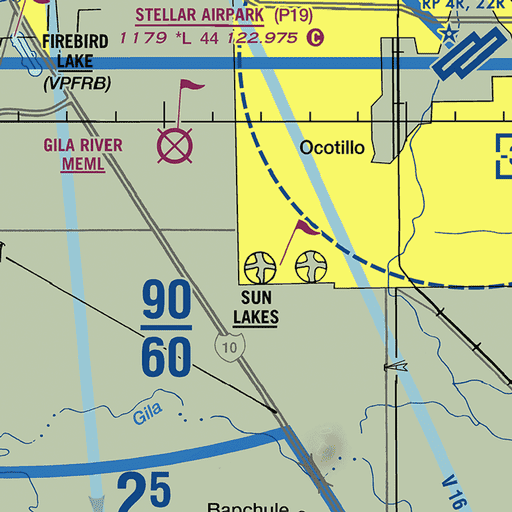 STELLAR AIRPARK (P19)
1179 *L 44 122.975 C
RP 4R, 22R
FIREBIRD
LAKE
(VPFRB)
GILA RIVER
MEML
Ocotillo
SUN
LAKES
90
60
10
Gila
25
V 16
Bapchule